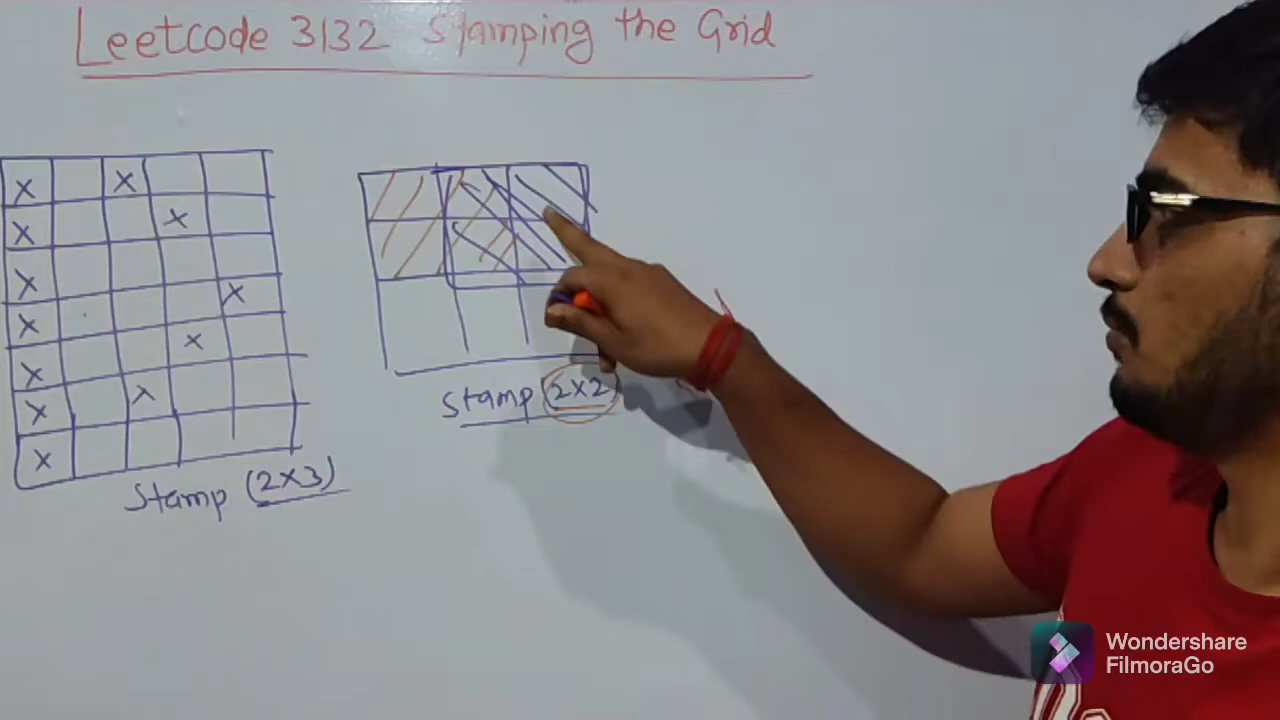 Leetcode 3132 Stamping the Grid
x x
x x
x
x x
x x
x x
x
Stamp (2x3)
Stamp (2x2)
Wondershare
FilmoraGo